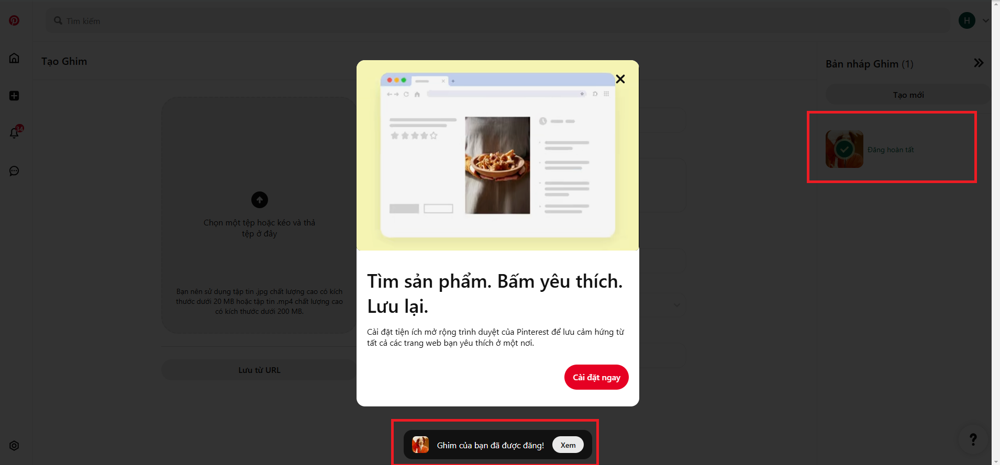 Tìm kiếm
H
Tạo Ghim
Bản nháp Ghim (1)
Tạo mới
34
Đăng hoàn tất
Chọn một tệp hoặc kéo và thả
tệp ở đây
Bạn nên sử dụng tập tin .jpg chất lượng cao có kích
thước dưới 20 MB hoặc tập tin .mp4 chất lượng cao
có kích thước dưới 200 MB.
Lưu từ URL
Tìm sản phẩm. Bấm yêu thích.
Lưu lại.
Cài đặt tiện ích mở rộng trình duyệt của Pinterest để lưu cảm hứng từ
tất cả các trang web bạn yêu thích ở một nơi.
Cài đặt ngay
Ghim của bạn đã được đăng!
Xem
?